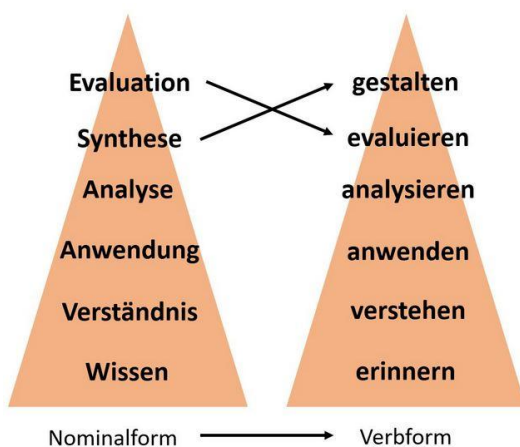 Evaluation
Synthese
Analyse
Anwendung
Verständnis
Wissen
Nominalform
gestalten
evaluieren
analysieren
anwenden
verstehen
erinnern
Verbform